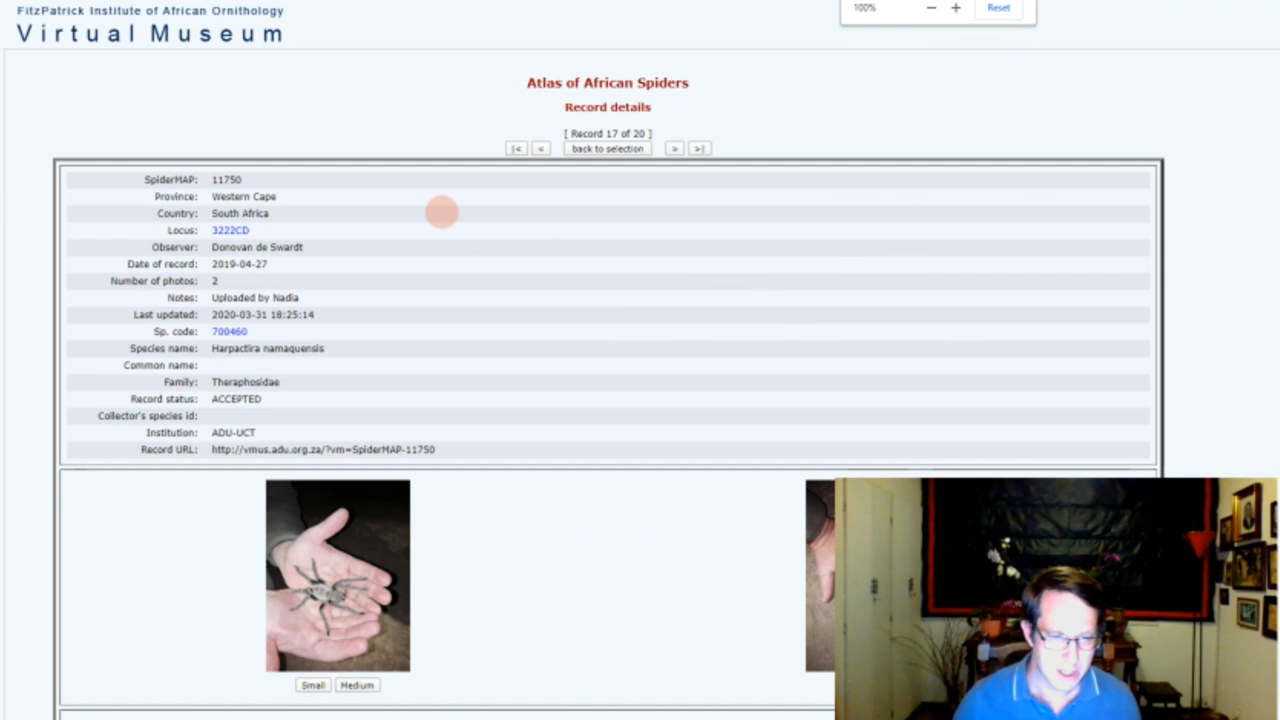 FitzPatrick Institute of African Ornithology
Virtual Museum
100% − + Reset
Atlas of African Spiders
Record details
[ Record 17 of 20 ]
|< < back to selection > >|
SpiderMAP: 11750
Province: Western Cape
Country: South Africa
Locus: 3222CD
Observer: Donovan de Swardt
Date of record: 2019-04-27
Number of photos: 2
Notes: Uploaded by Nadia
Last updated: 2020-03-31 18:25:14
Sp. code: 700460
Species name: Harpactira namaquensis
Common name:
Family: Theraphosidae
Record status: ACCEPTED
Collector's species id:
Institution: ADU-UCT
Record URL: http://vmus.adu.org.za/?vm=SpiderMAP-11750
Small Medium